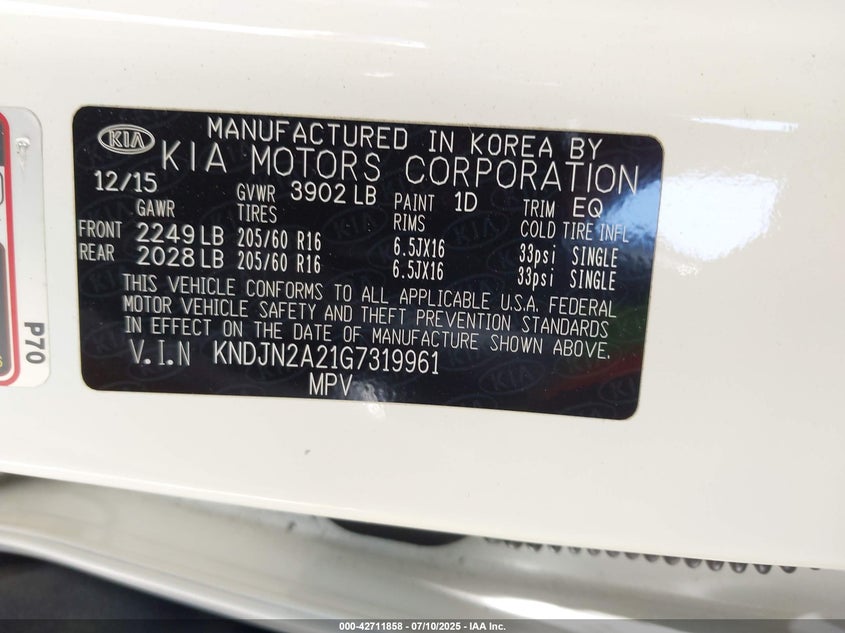 KIA
MANUFACTURED IN KOREA BY
KIA MOTORS CORPORATION
12/15 GVWR 3902 LB PAINT 1D TRIM EQ
GAWR TIRES RIMS COLD TIRE INFL
FRONT 2249 LB 205/60 R16 6.5JX16 33psi SINGLE
REAR 2028 LB 205/60 R16 6.5JX16 33psi SINGLE
THIS VEHICLE CONFORMS TO ALL APPLICABLE U.S.A. FEDERAL
MOTOR VEHICLE SAFETY AND THEFT PREVENTION STANDARDS
IN EFFECT ON THE DATE OF MANUFACTURE SHOWN ABOVE.
V.I.N KNDJN2A21G7319961
MPV
P70
000-42711858 - 07/10/2025 - IAA Inc.